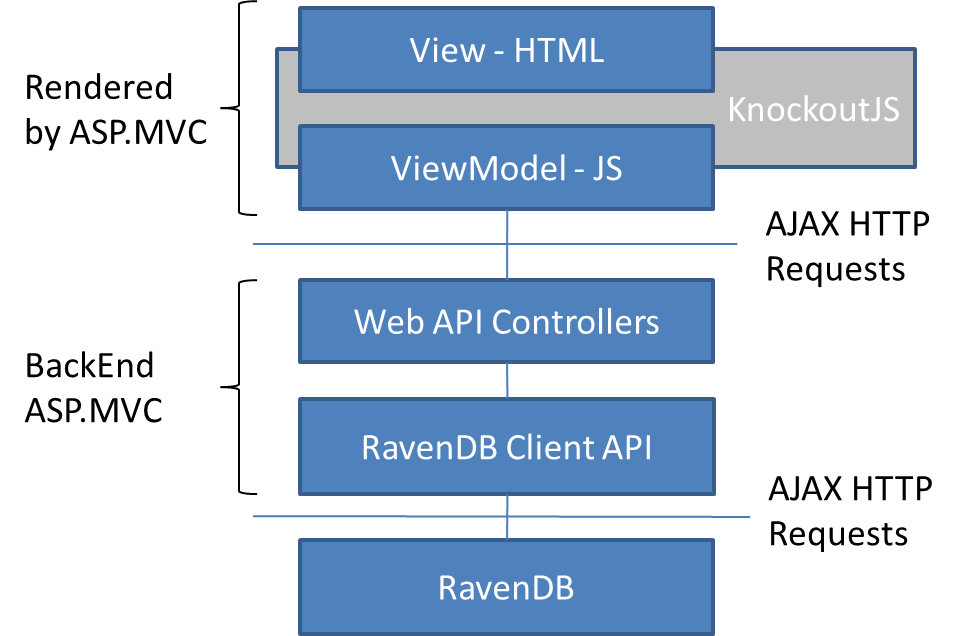 View - HTML
Rendered
by ASP.MVC
KnockoutJS
ViewModel - JS
AJAX HTTP
Requests
Web API Controllers
BackEnd
ASP.MVC
RavenDB Client API
AJAX HTTP
Requests
RavenDB